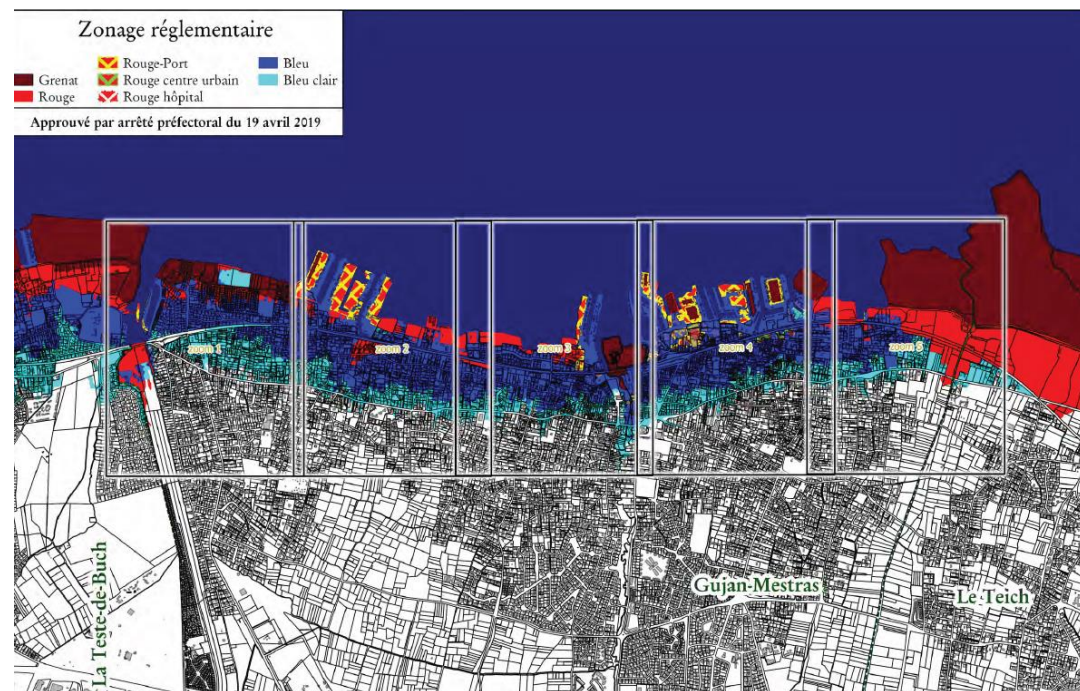 Zonage réglementaire
Grenat
Rouge
Rouge-Port
Rouge centre urbain
Rouge hôpital
Bleu
Bleu clair
Approuvé par arrêté préfectoral du 19 avril 2019
zoom 1
zoom 2
zoom 3
zoom 4
zoom 5
La Teste-de-Buch
Gujan-Mestras
Le Teich